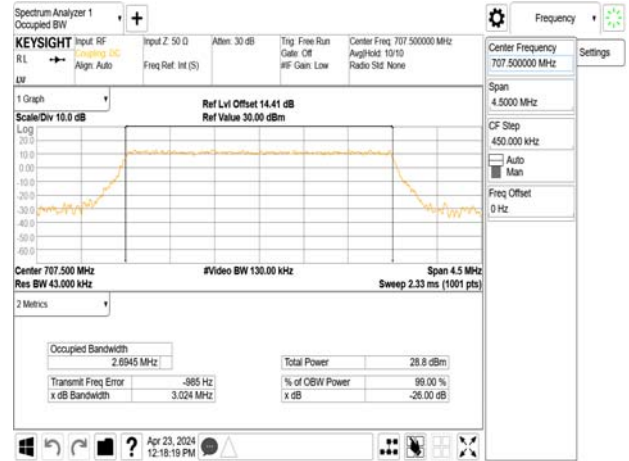 Spectrum Analyzer 1
Occupied BW
+
Frequency
KEYSIGHT Input: RF Input Z: 50 Ω Atten: 30 dB Trig: Free Run Center Freq: 707.500000 MHz
RL Coupling: DC Gate: Off Avg|Hold: 10/10
Align: Auto Freq Ref: Int (S) #IF Gain: Low Radio Std: None
Center Frequency
707.500000 MHz
Settings
Span
4.5000 MHz
CF Step
450.000 kHz
Auto
Man
Freq Offset
0 Hz
1 Graph
Ref Lvl Offset 14.41 dB
Scale/Div 10.0 dB Ref Value 30.00 dBm
Log
20.0
10.0
0.00
-10.0
-20.0
-30.0
-40.0
-50.0
-60.0
Center 707.500 MHz #Video BW 130.00 kHz Span 4.5 MHz
Res BW 43.000 kHz Sweep 2.33 ms (1001 pts)
2 Metrics
Occupied Bandwidth
2.6945 MHz Total Power 28.8 dBm
Transmit Freq Error -985 Hz % of OBW Power 99.00 %
x dB Bandwidth 3.024 MHz x dB -26.00 dB
? Apr 23, 2024
12:18:19 PM